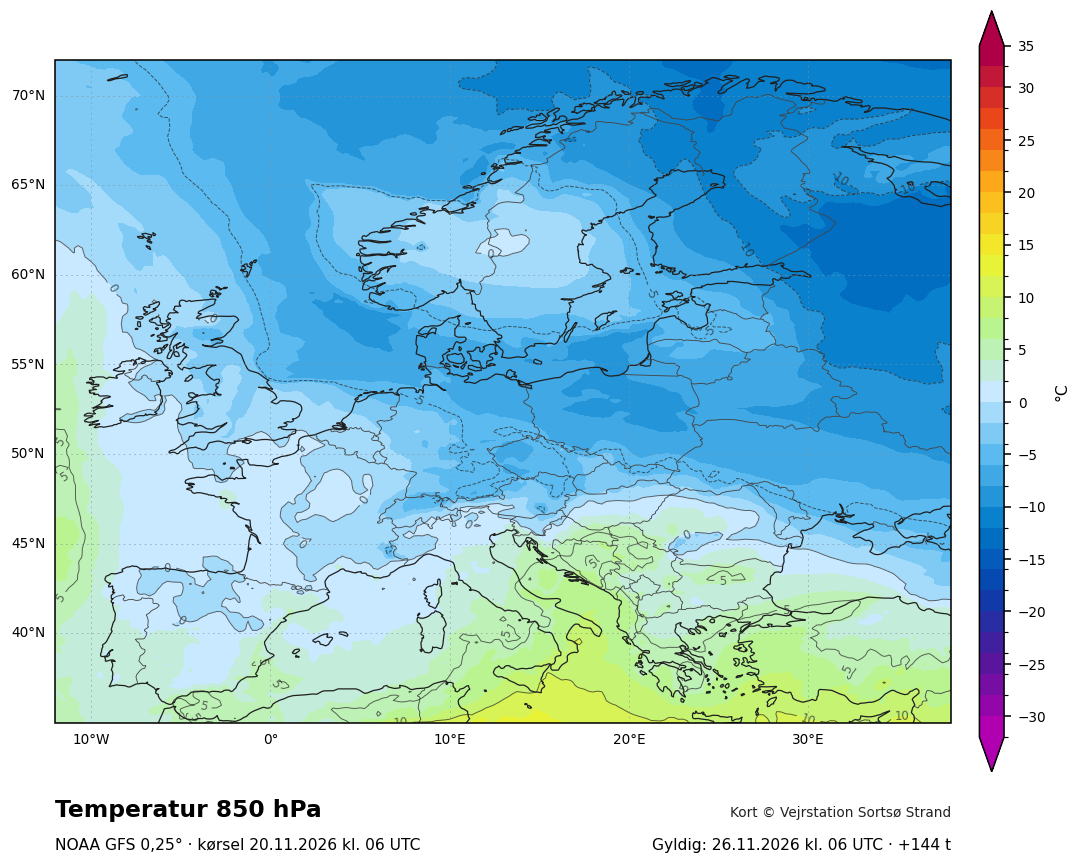 70°N
65°N
60°N
55°N
50°N
45°N
40°N
10°W
0°
10°E
20°E
30°E
35
30
25
20
15
10
5
0
−5
−10
−15
−20
−25
−30
°C
Temperatur 850 hPa
Kort © Vejrstation Sortsø Strand
NOAA GFS 0,25° · kørsel 20.11.2026 kl. 06 UTC
Gyldig: 26.11.2026 kl. 06 UTC · +144 t